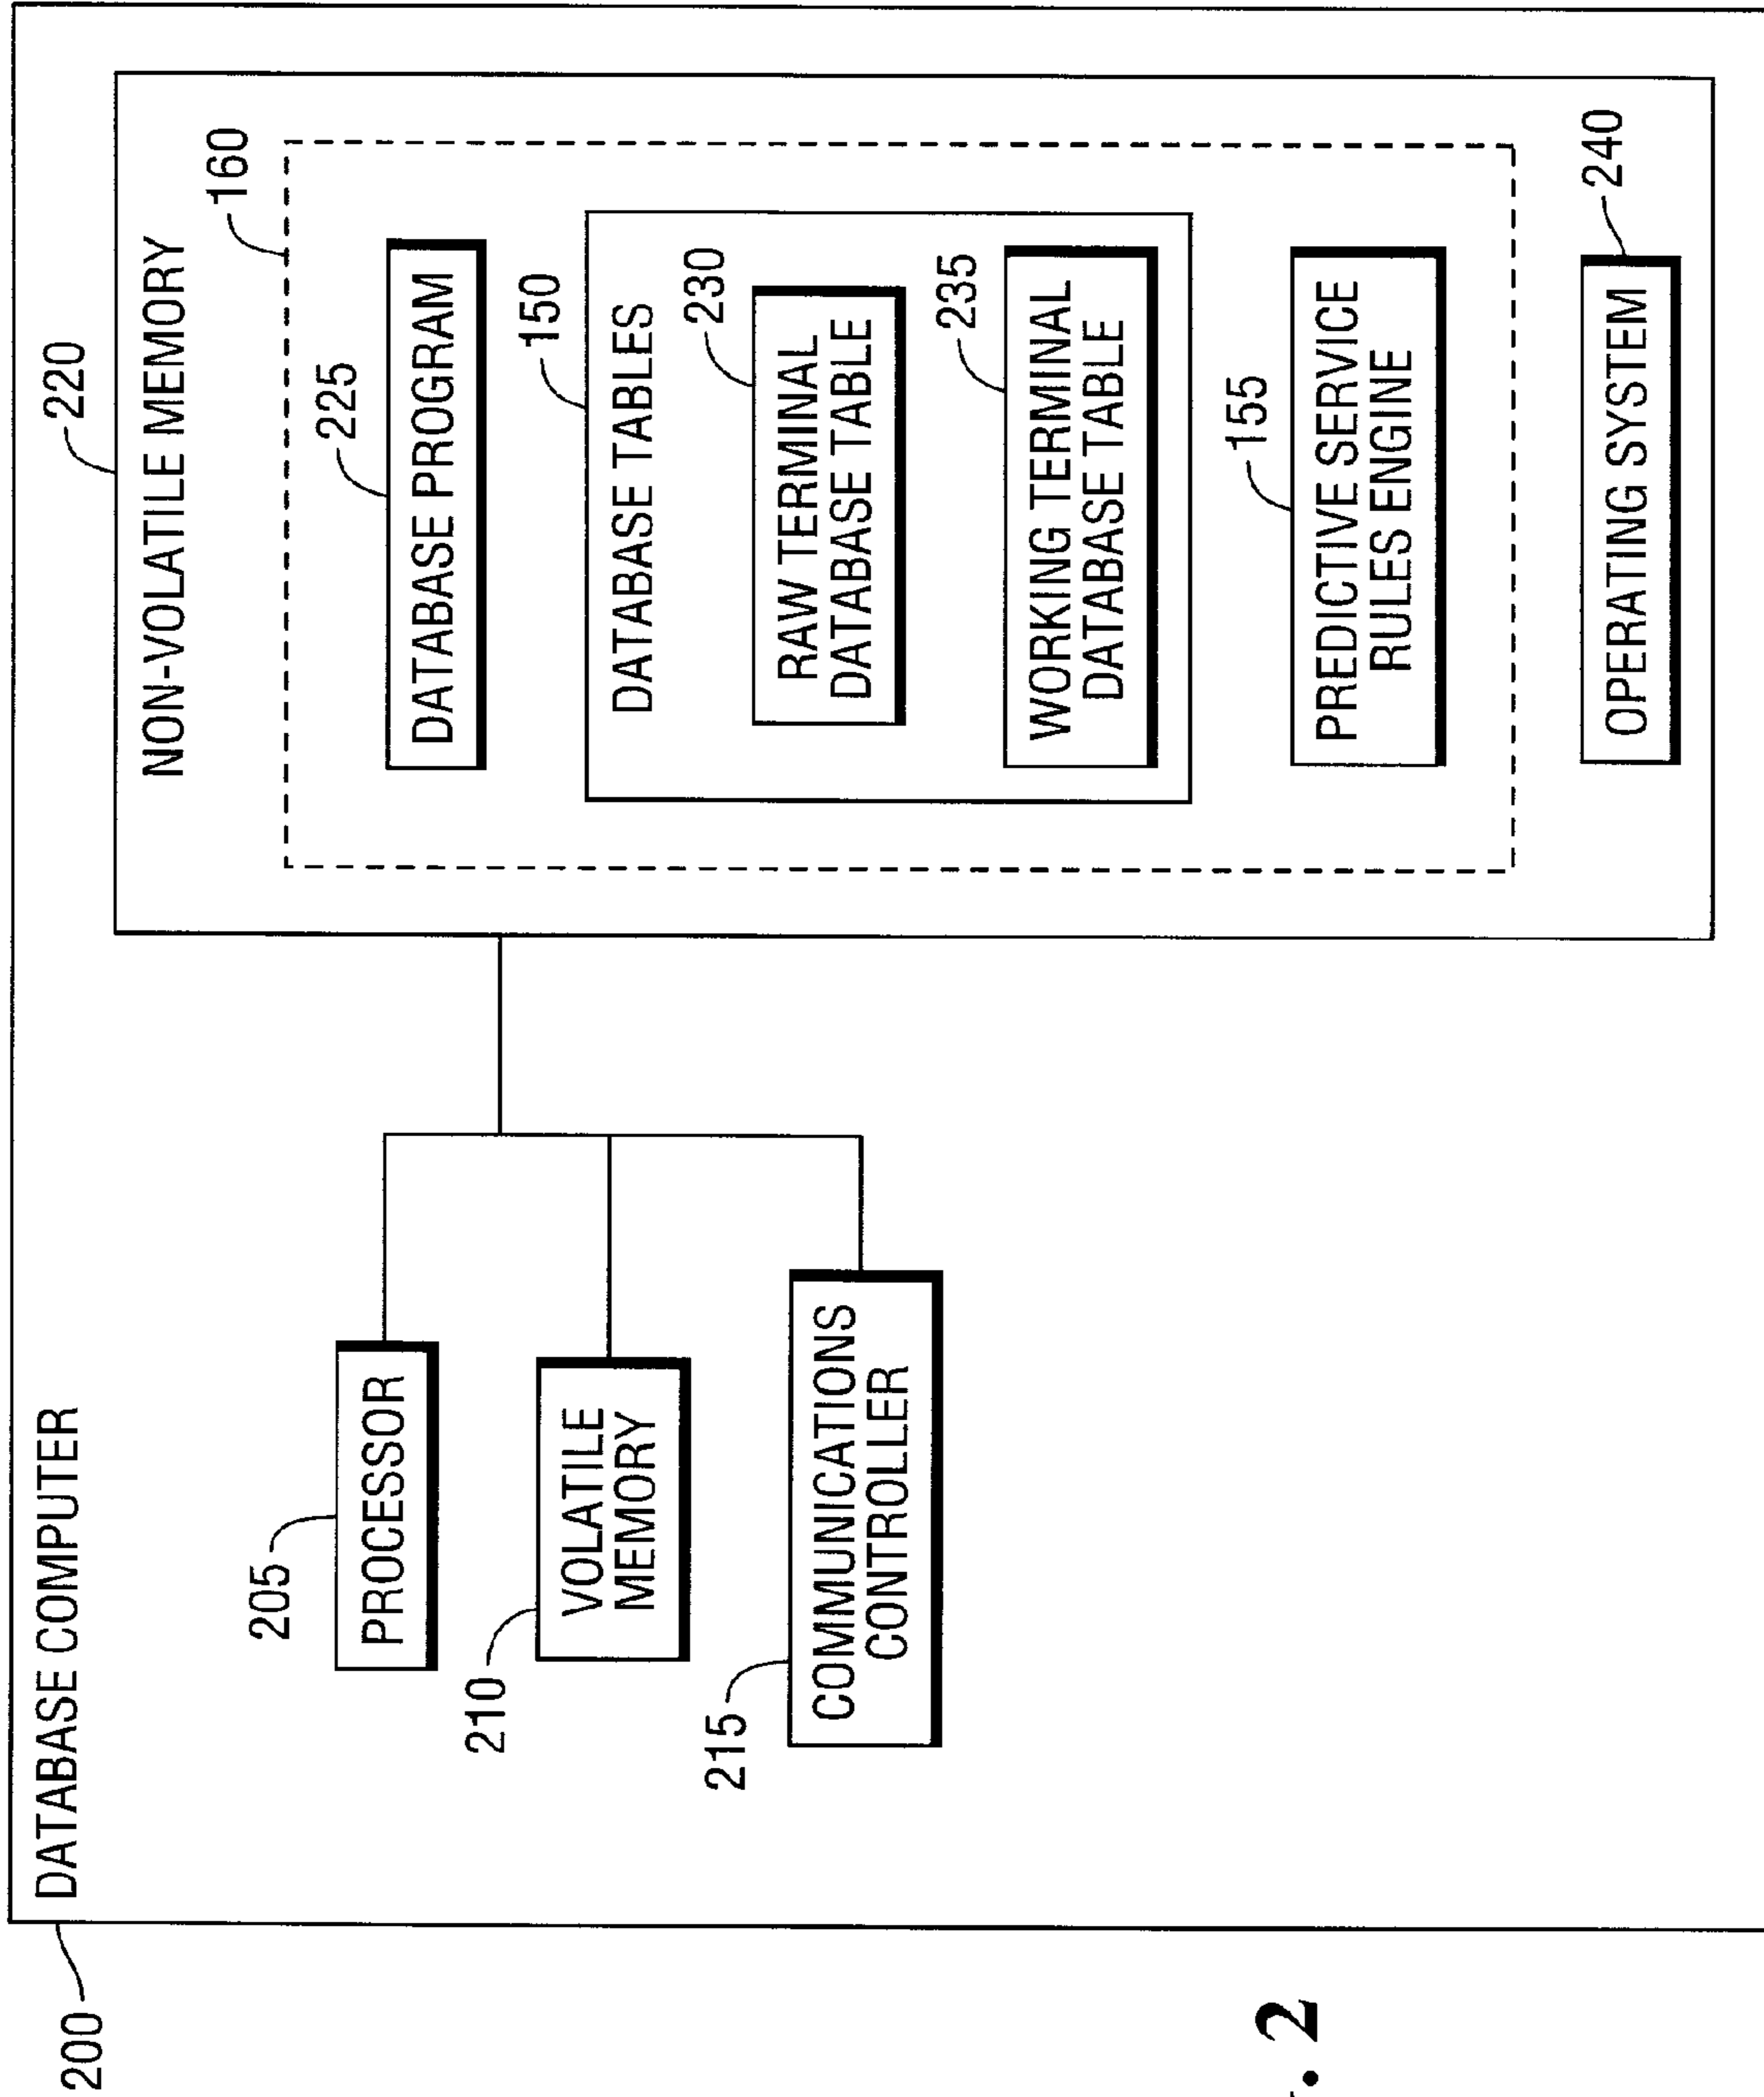 200
DATABASE COMPUTER
205
PROCESSOR
210
VOLATILE
MEMORY
215
COMMUNICATIONS
CONTROLLER
220
NON-VOLATILE MEMORY
160
225
DATABASE PROGRAM
150
DATABASE TABLES
230
RAW TERMINAL
DATABASE TABLE
235
WORKING TERMINAL
DATABASE TABLE
155
PREDICTIVE SERVICE
RULES ENGINE
240
OPERATING SYSTEM
. 2